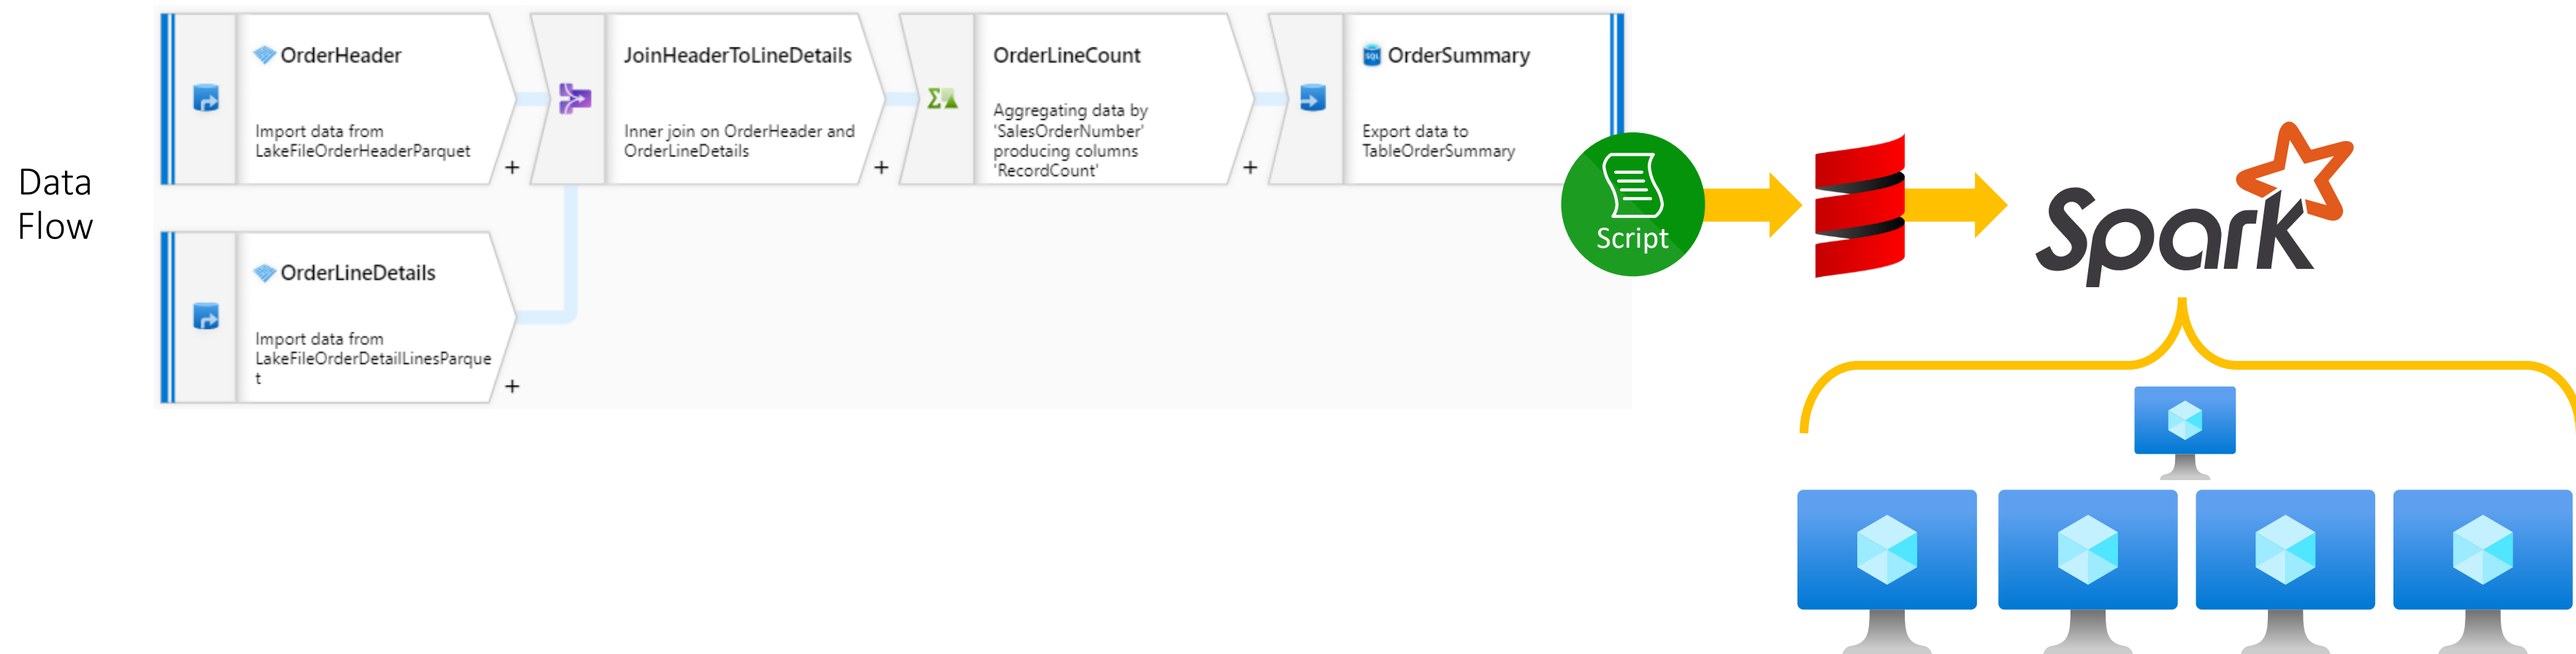 Data
Flow
OrderHeader
Import data from
LakeFileOrderHeaderParquet
+
JoinHeaderToLineDetails
Inner join on OrderHeader and
OrderLineDetails
+
OrderLineCount
Aggregating data by
'SalesOrderNumber'
producing columns
'RecordCount'
+
SQL
OrderSummary
Export data to
TableOrderSummary
OrderLineDetails
Import data from
LakeFileOrderDetailLinesParque
t
+
Script
Spark